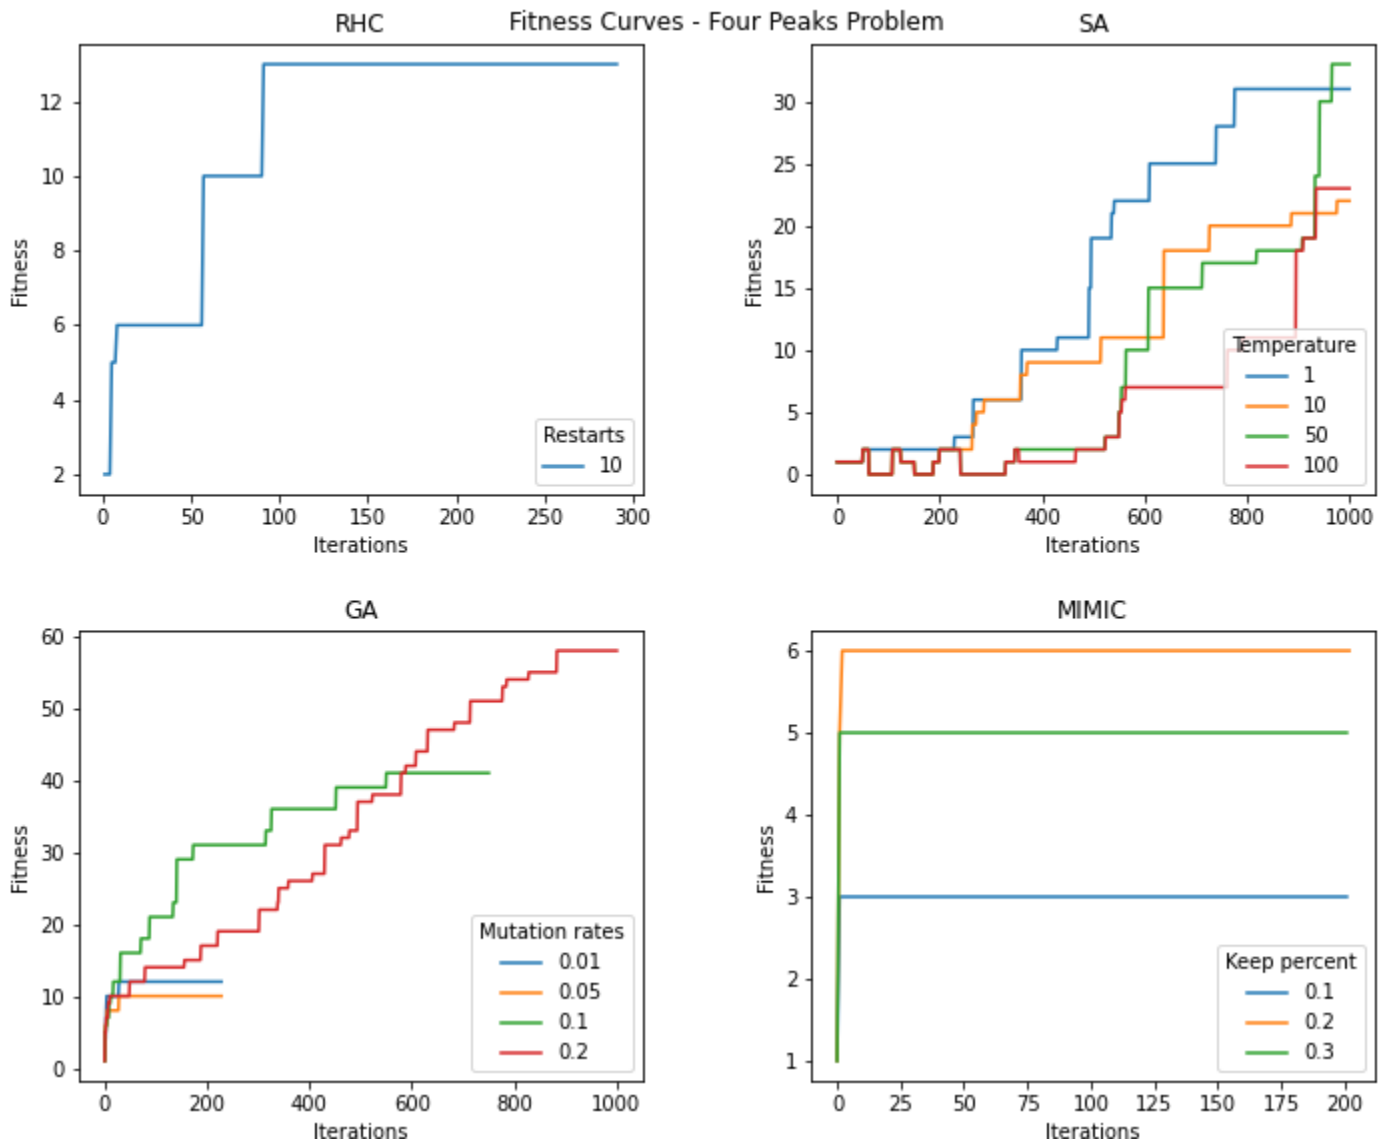 Fitness Curves - Four Peaks Problem
RHC
12
10
8
6
4
2
Fitness
0 50 100 150 200 250 300
Iterations
Restarts
10
SA
30
25
20
15
10
5
0
Fitness
0 200 400 600 800 1000
Iterations
Temperature
1
10
50
100
GA
60
50
40
30
20
10
0
Fitness
0 200 400 600 800 1000
Iterations
Mutation rates
0.01
0.05
0.1
0.2
MIMIC
6
5
4
3
2
1
Fitness
0 25 50 75 100 125 150 175 200
Iterations
Keep percent
0.1
0.2
0.3